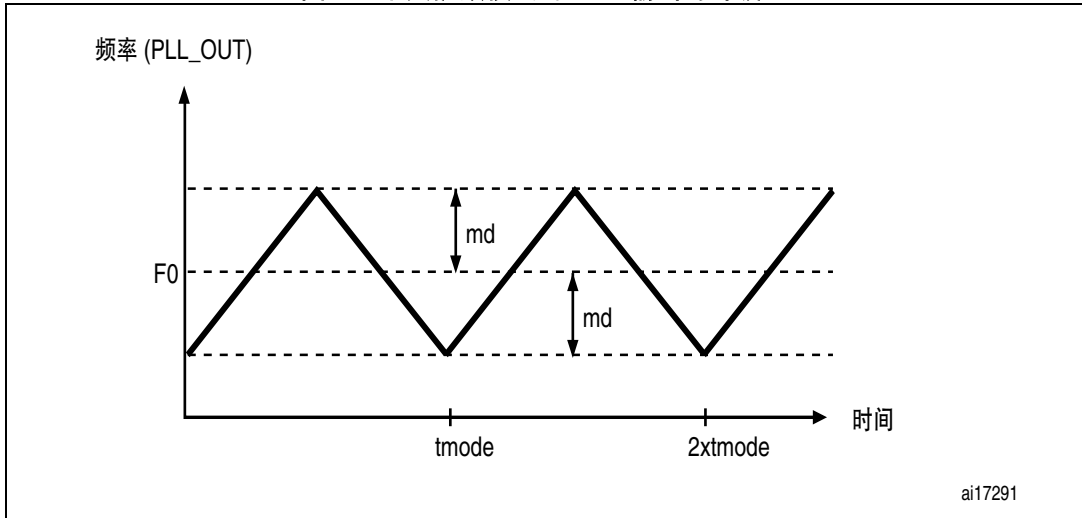 频率 (PLL_OUT)
md
F0
md
时间
tmode
2xtmode
ai17291